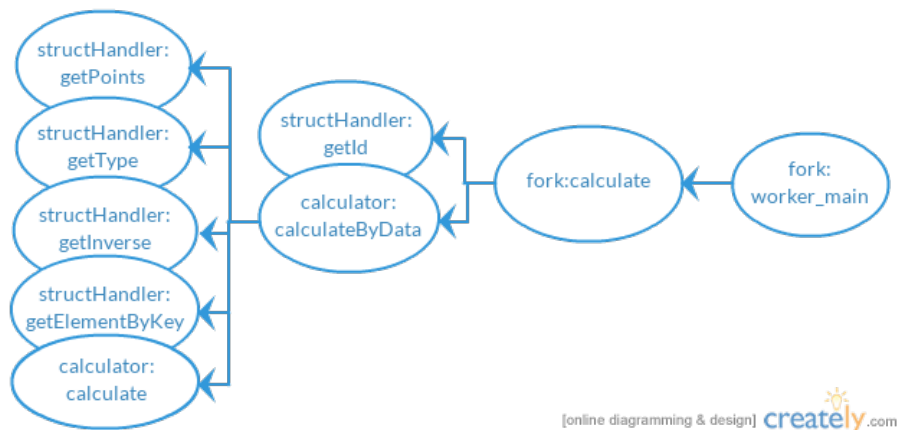 structHandler:
getPoints
structHandler:
getType
structHandler:
getInverse
structHandler:
getElementByKey
calculator:
calculate
structHandler:
getId
calculator:
calculateByData
fork:calculate
fork:
worker_main
[online diagramming & design] creately.com